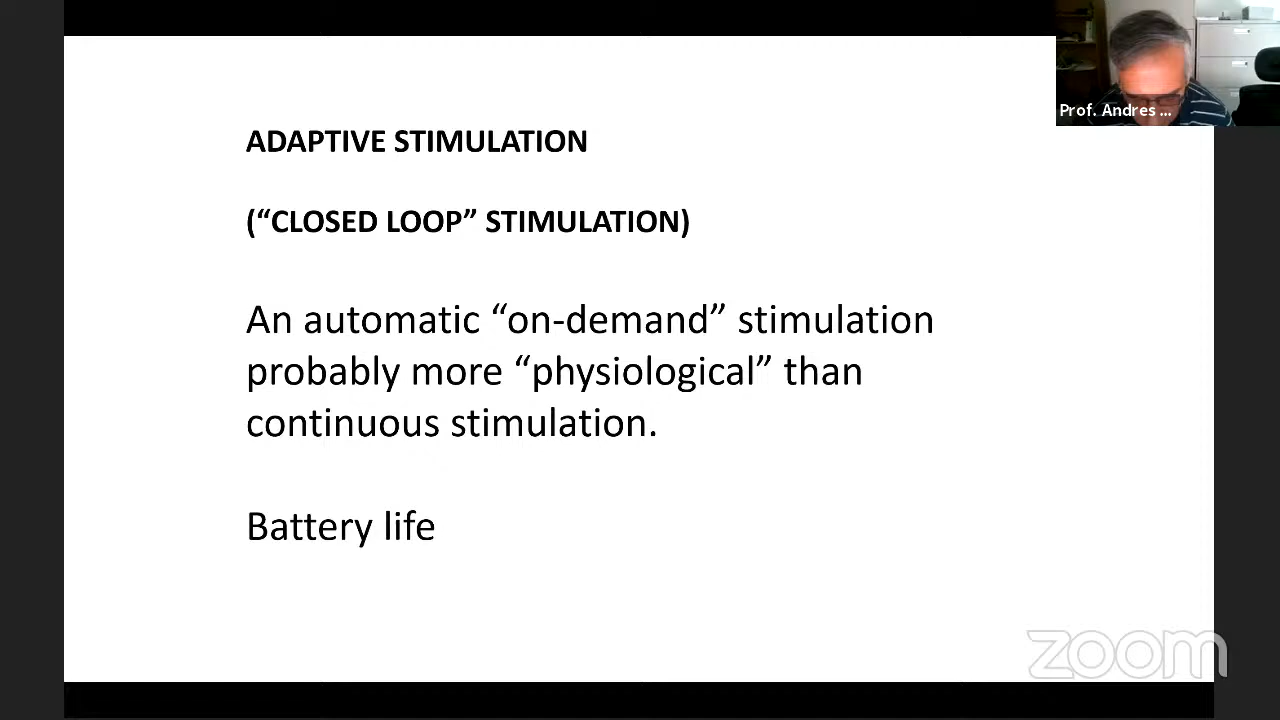 Prof. Andres ...
ADAPTIVE STIMULATION
(“CLOSED LOOP” STIMULATION)
An automatic “on-demand” stimulation
probably more “physiological” than
continuous stimulation.
Battery life
zoom